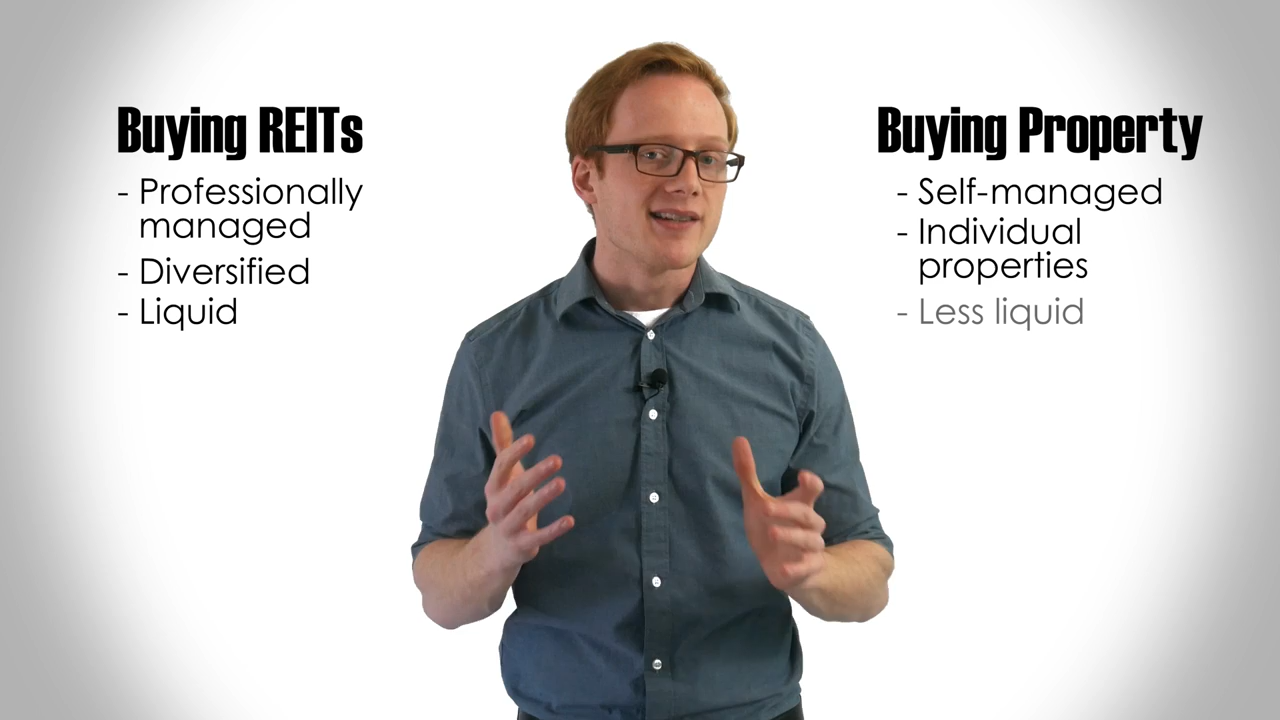 Buying REITs
- Professionally
managed
- Diversified
- Liquid
Buying Property
- Self-managed
- Individual
properties
- Less liquid